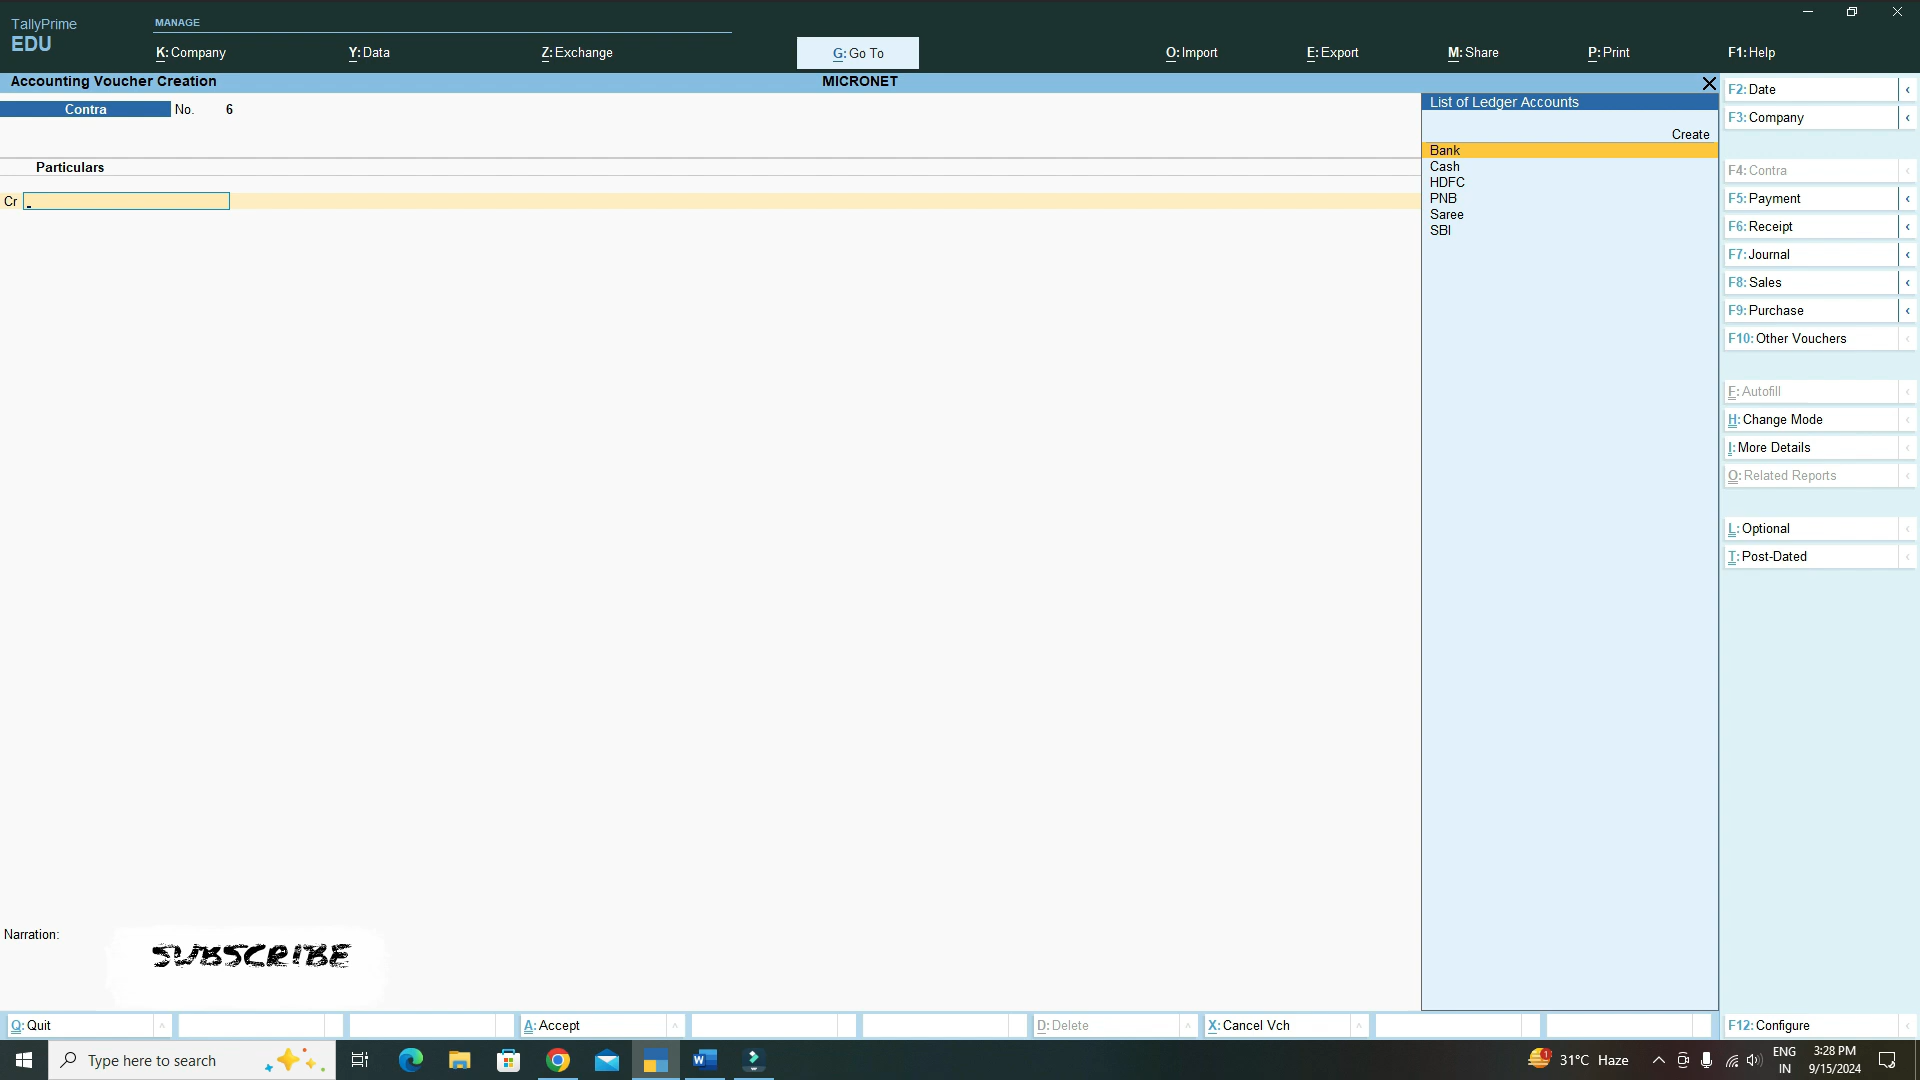 TallyPrime
EDU
MANAGE
K: Company
Y: Data
Z: Exchange
G: Go To
O: Import
E: Export
M: Share
P: Print
F1: Help
Accounting Voucher Creation
MICRONET
Contra No. 6
Particulars
Cr
List of Ledger Accounts
Create
Bank
Cash
HDFC
PNB
Saree
SBI
F2: Date
F3: Company
F4: Contra
F5: Payment
F6: Receipt
F7: Journal
F8: Sales
F9: Purchase
F10: Other Vouchers
F: Autofill
H: Change Mode
I: More Details
O: Related Reports
L: Optional
T: Post-Dated
Narration:
SUBSCRIBE
Q: Quit
A: Accept
D: Delete
X: Cancel Vch
F12: Configure
Type here to search
1
31°C Haze
ENG
IN
3:28 PM
9/15/2024